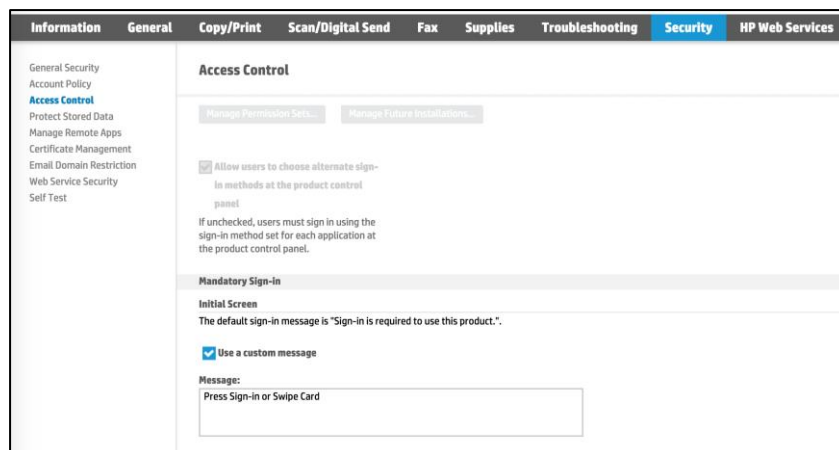 Information General Copy/Print Scan/Digital Send Fax Supplies Troubleshooting Security HP Web Services
General Security
Account Policy
Access Control
Protect Stored Data
Manage Remote Apps
Certificate Management
Email Domain Restriction
Web Service Security
Self Test
Access Control
Manage Permission Sets... Manage Future Installations...
Allow users to choose alternate sign-
in methods at the product control
panel
If unchecked, users must sign in using the
sign-in method set for each application at
the product control panel.
Mandatory Sign-in
Initial Screen
The default sign-in message is "Sign-in is required to use this product.".
Use a custom message
Message:
Press Sign-in or Swipe Card